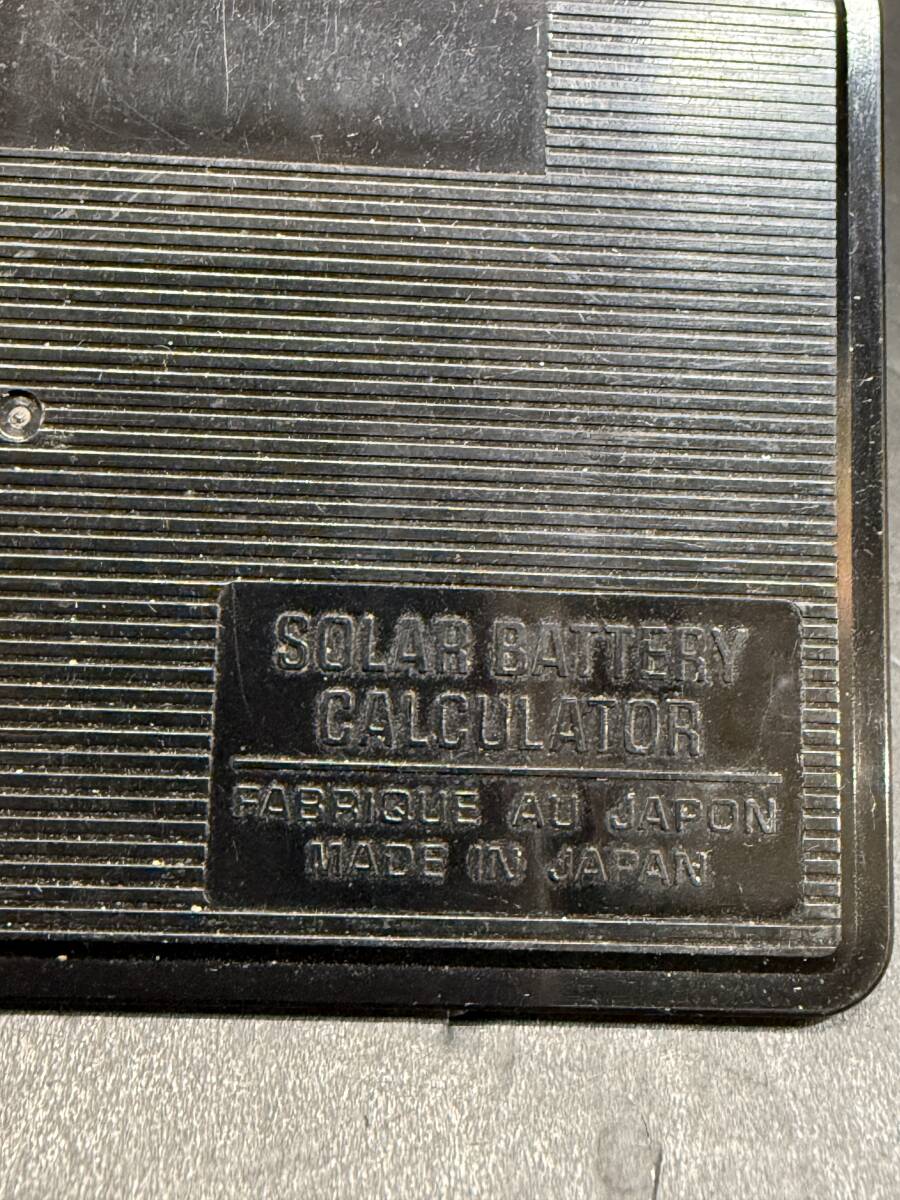 SOLAR BATTERY
CALCULATOR
FABRIQUE AU JAPON
MADE IN JAPAN